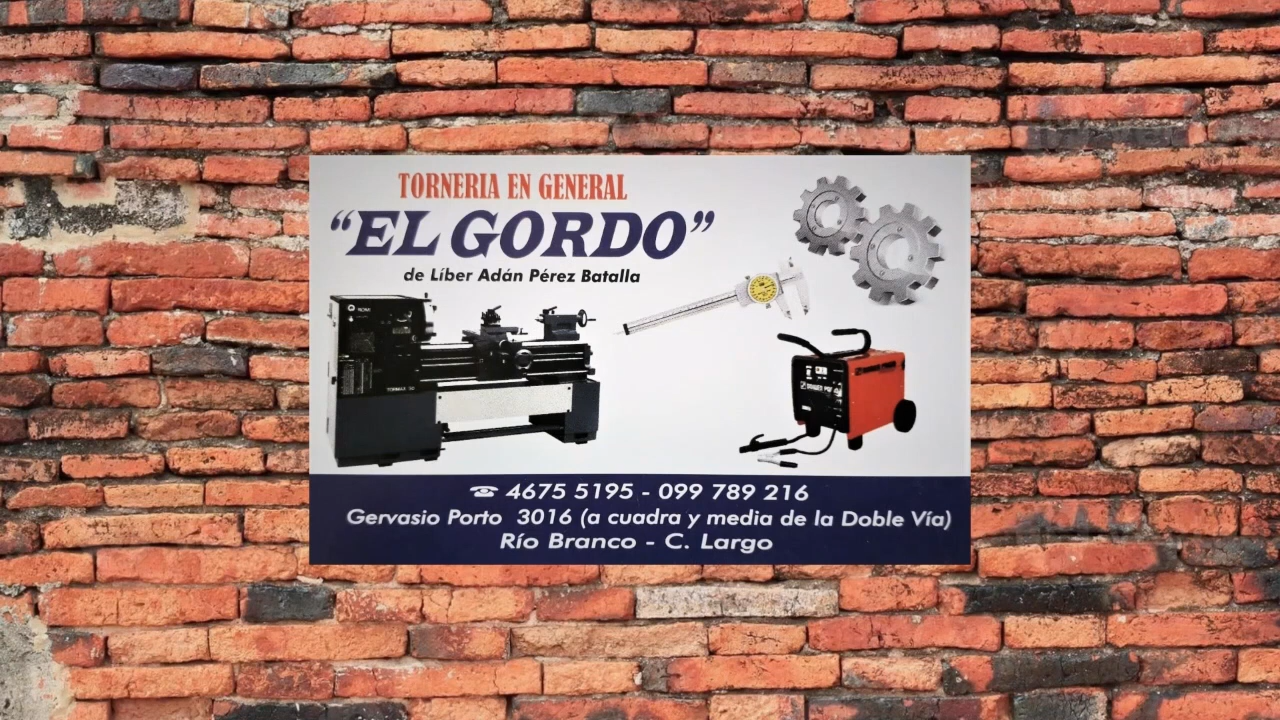 TORNERIA EN GENERAL
“EL GORDO”
de Líber Adán Pérez Batalla
☎ 4675 5195 - 099 789 216
Gervasio Porto 3016 (a cuadra y media de la Doble Vía)
Río Branco - C. Largo